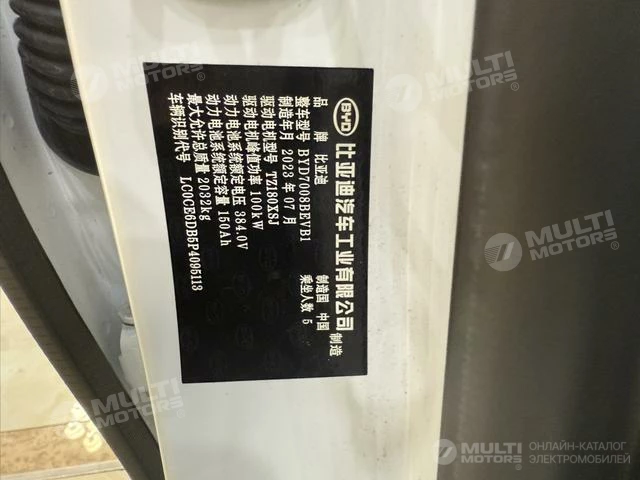 BYD 比亚迪汽车工业有限公司 制造
品 牌 比亚迪 制造国 中国
整车型号 BYD7008BEVB1 乘坐人数 5
制造年月 2023 年 07 月
驱动电机型号 TZ180XSJ
驱动电机峰值功率 100kW
动力电池系统额定电压 384.0V
动力电池系统额定容量 150Ah
最大允许总质量 2032kg
车辆识别代号 LC0CE6DB5P4095113
MULTI MOTORS
MULTI MOTORS
MULTI MOTORS
MULTI MOTORS
MULTI MOTORS
MULTI MOTORS ОНЛАЙН-КАТАЛОГ
ЭЛЕКТРОМОБИЛЕЙ